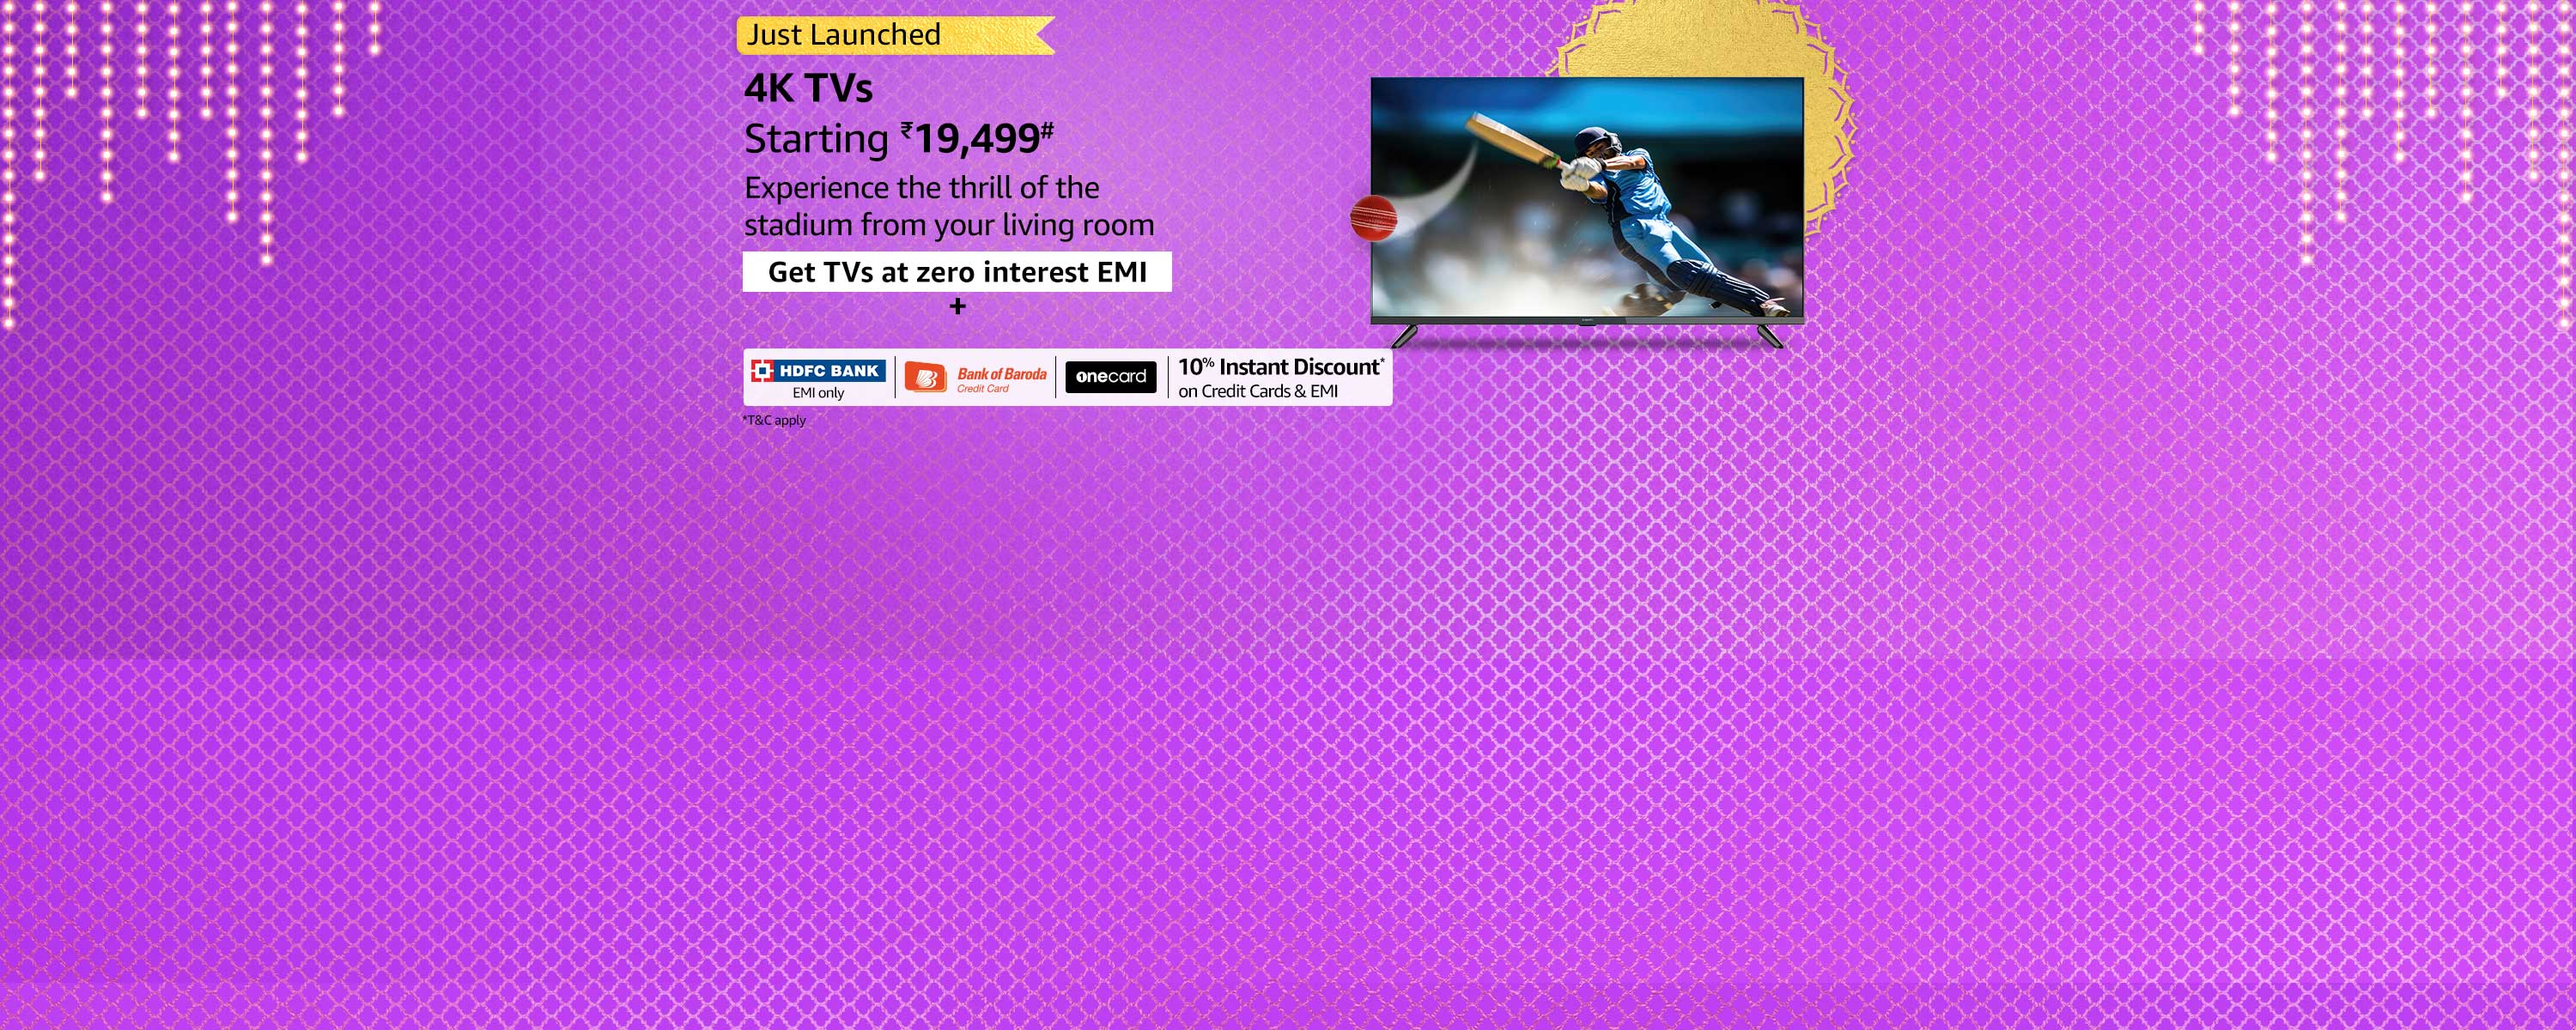 Just Launched
4K TVs
Starting ₹19,499#
Experience the thrill of the
stadium from your living room
Get TVs at zero interest EMI
+
HDFC BANK
EMI only
Bank of Baroda
Credit Card
onecard
10% Instant Discount*
on Credit Cards & EMI
*T&C apply